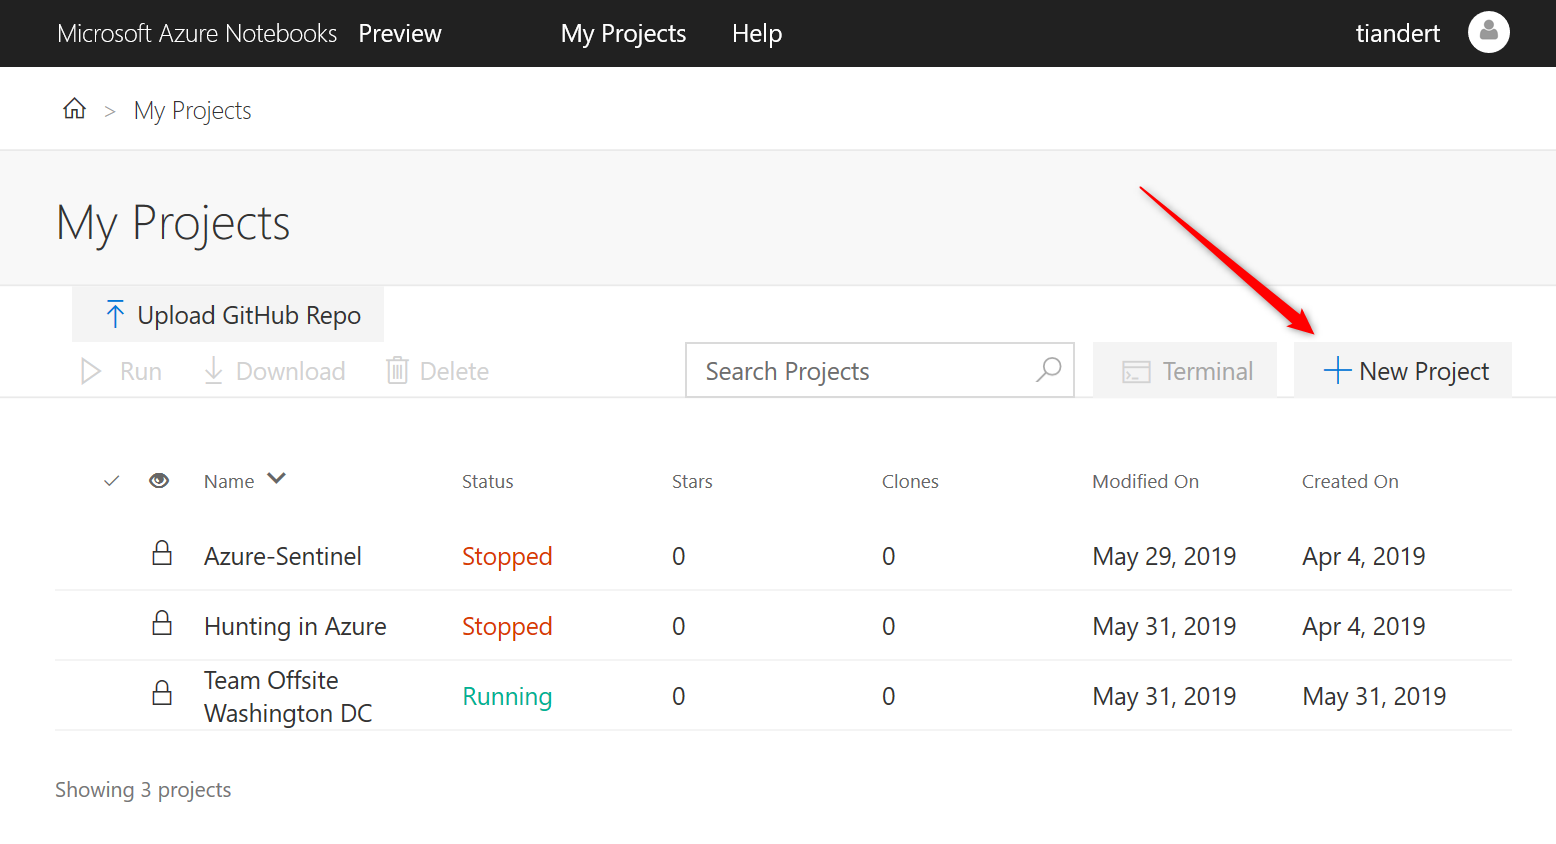 Microsoft Azure Notebooks Preview My Projects Help tiandert
> My Projects
My Projects
Upload GitHub Repo
Run Download Delete Search Projects Terminal New Project
Name Status Stars Clones Modified On Created On
Azure-Sentinel Stopped 0 0 May 29, 2019 Apr 4, 2019
Hunting in Azure Stopped 0 0 May 31, 2019 Apr 4, 2019
Team Offsite
Washington DC Running 0 0 May 31, 2019 May 31, 2019
Showing 3 projects